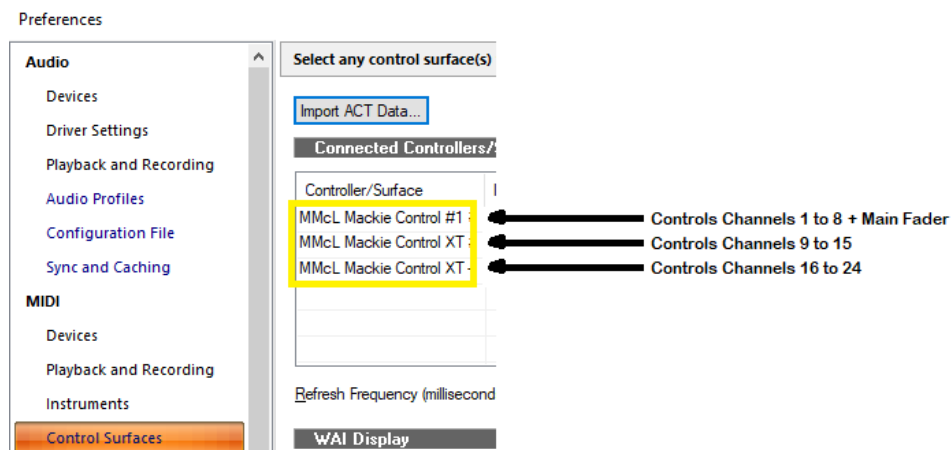 Preferences
Audio
Devices
Driver Settings
Playback and Recording
Audio Profiles
Configuration File
Sync and Caching
MIDI
Devices
Playback and Recording
Instruments
Control Surfaces
Select any control surface(s)
Import ACT Data...
Connected Controllers/
Controller/Surface
MMcL Mackie Control #1
MMcL Mackie Control XT
MMcL Mackie Control XT -
Refresh Frequency (millisecond
WAI Display
Controls Channels 1 to 8 + Main Fader
Controls Channels 9 to 15
Controls Channels 16 to 24